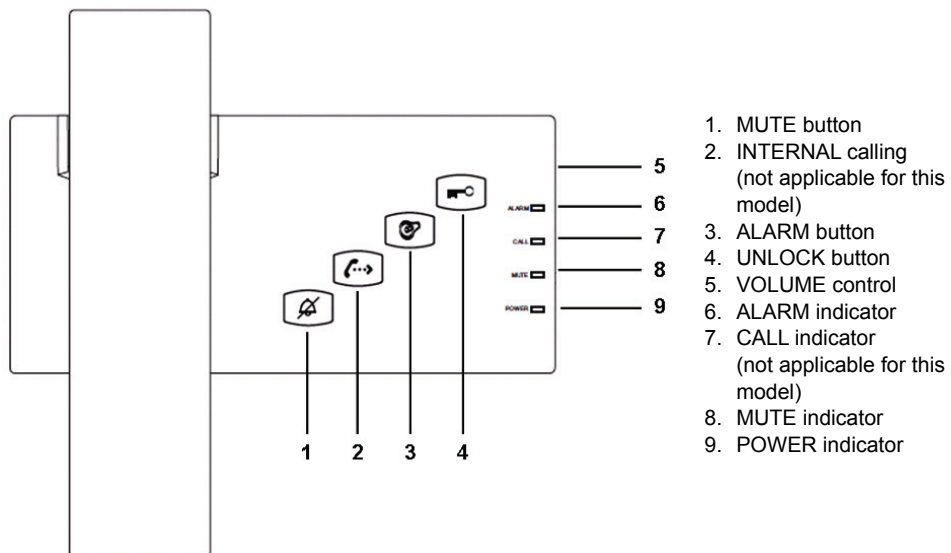 5
ALARM 6
CALL 7
MUTE 8
POWER 9
1 2 3 4
1. MUTE button
2. INTERNAL calling
(not applicable for this
model)
3. ALARM button
4. UNLOCK button
5. VOLUME control
6. ALARM indicator
7. CALL indicator
(not applicable for this
model)
8. MUTE indicator
9. POWER indicator